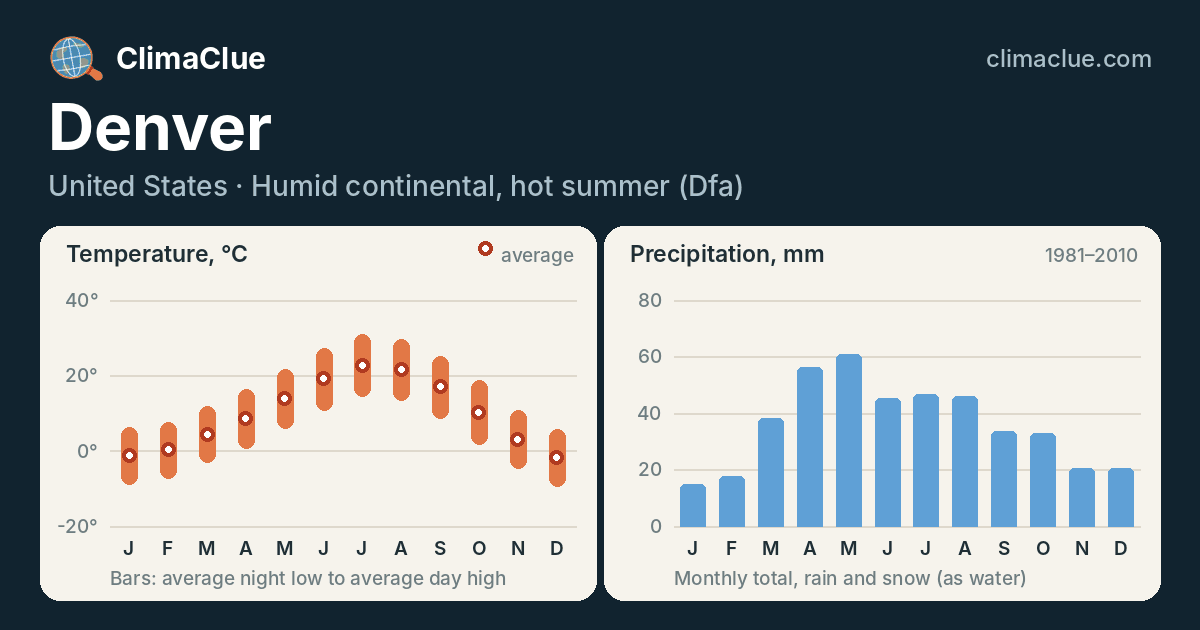 ClimaClue
climaclue.com
Denver
United States · Humid continental, hot summer (Dfa)
Temperature, °C
average
40°
20°
0°
-20°
J F M A M J J A S O N D
Bars: average night low to average day high
Precipitation, mm
1981–2010
80
60
40
20
0
J F M A M J J A S O N D
Monthly total, rain and snow (as water)